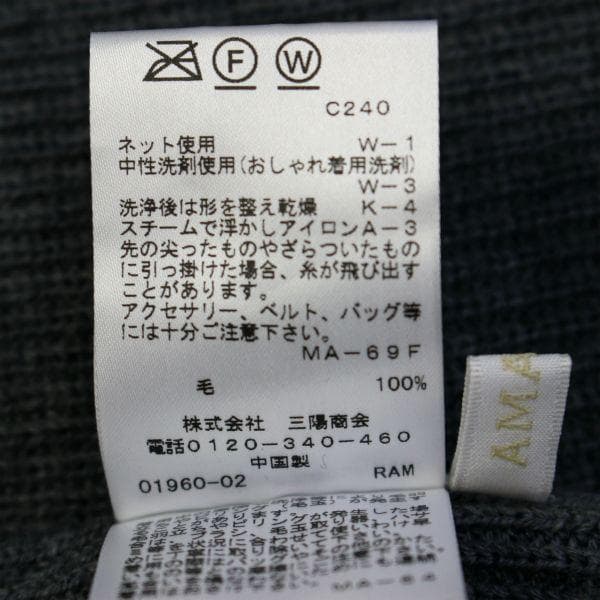 F W
C240
ネット使用 W-1
中性洗剤使用(おしゃれ着用洗剤)
W-3
洗浄後は形を整え乾燥 K-4
スチームで浮かしアイロンA-3
先の尖ったものやざらついたもの
に引っ掛けた場合、糸が飛び出す
ことがあります。
アクセサリー、ベルト、バッグ等
には十分ご注意下さい。
MA-69F
毛 100%
株式会社 三陽商会
電話0120-340-460
中国製
01960-02 RAM
AMA